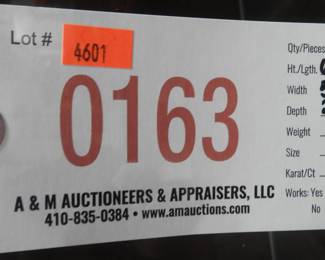 Lot # 4601
0163
A & M AUCTIONEERS & APPRAISERS, LLC
410-835-0384 • www.amauctions.com
Qty/Pieces
Ht./Lgth.
Width
Depth
Weight
Size
Karat/Ct
Works: Yes
No